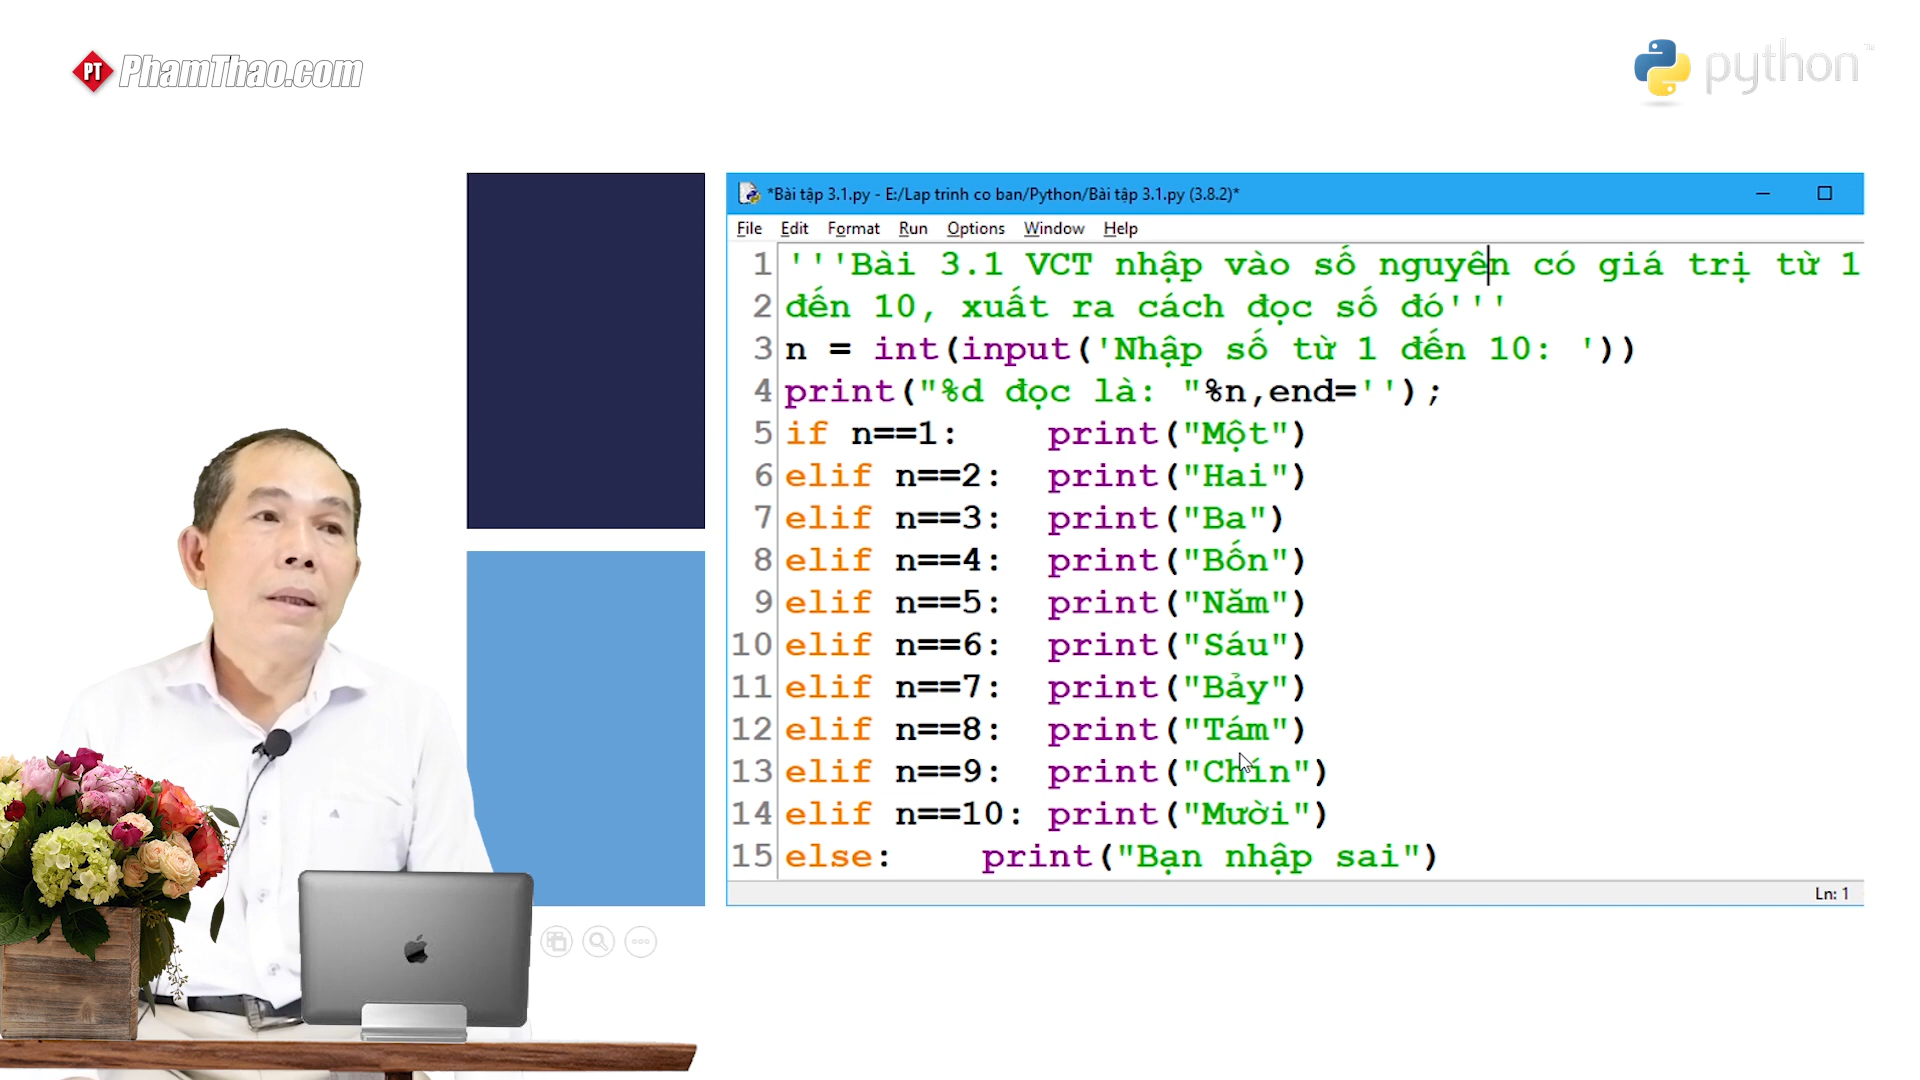 PT PhamThao.com
python™
*Bài tập 3.1.py - E:/Lap trinh co ban/Python/Bài tập 3.1.py (3.8.2)*
File Edit Format Run Options Window Help
1 '''Bài 3.1 VCT nhập vào số nguyên có giá trị từ 1
2 đến 10, xuất ra cách đọc số đó'''
3 n = int(input('Nhập số từ 1 đến 10: '))
4 print("%d đọc là: "%n,end='');
5 if n==1:    print("Một")
6 elif n==2:  print("Hai")
7 elif n==3:  print("Ba")
8 elif n==4:  print("Bốn")
9 elif n==5:  print("Năm")
10 elif n==6:  print("Sáu")
11 elif n==7:  print("Bảy")
12 elif n==8:  print("Tám")
13 elif n==9:  print("Chín")
14 elif n==10: print("Mười")
15 else:    print("Bạn nhập sai")
Ln: 1